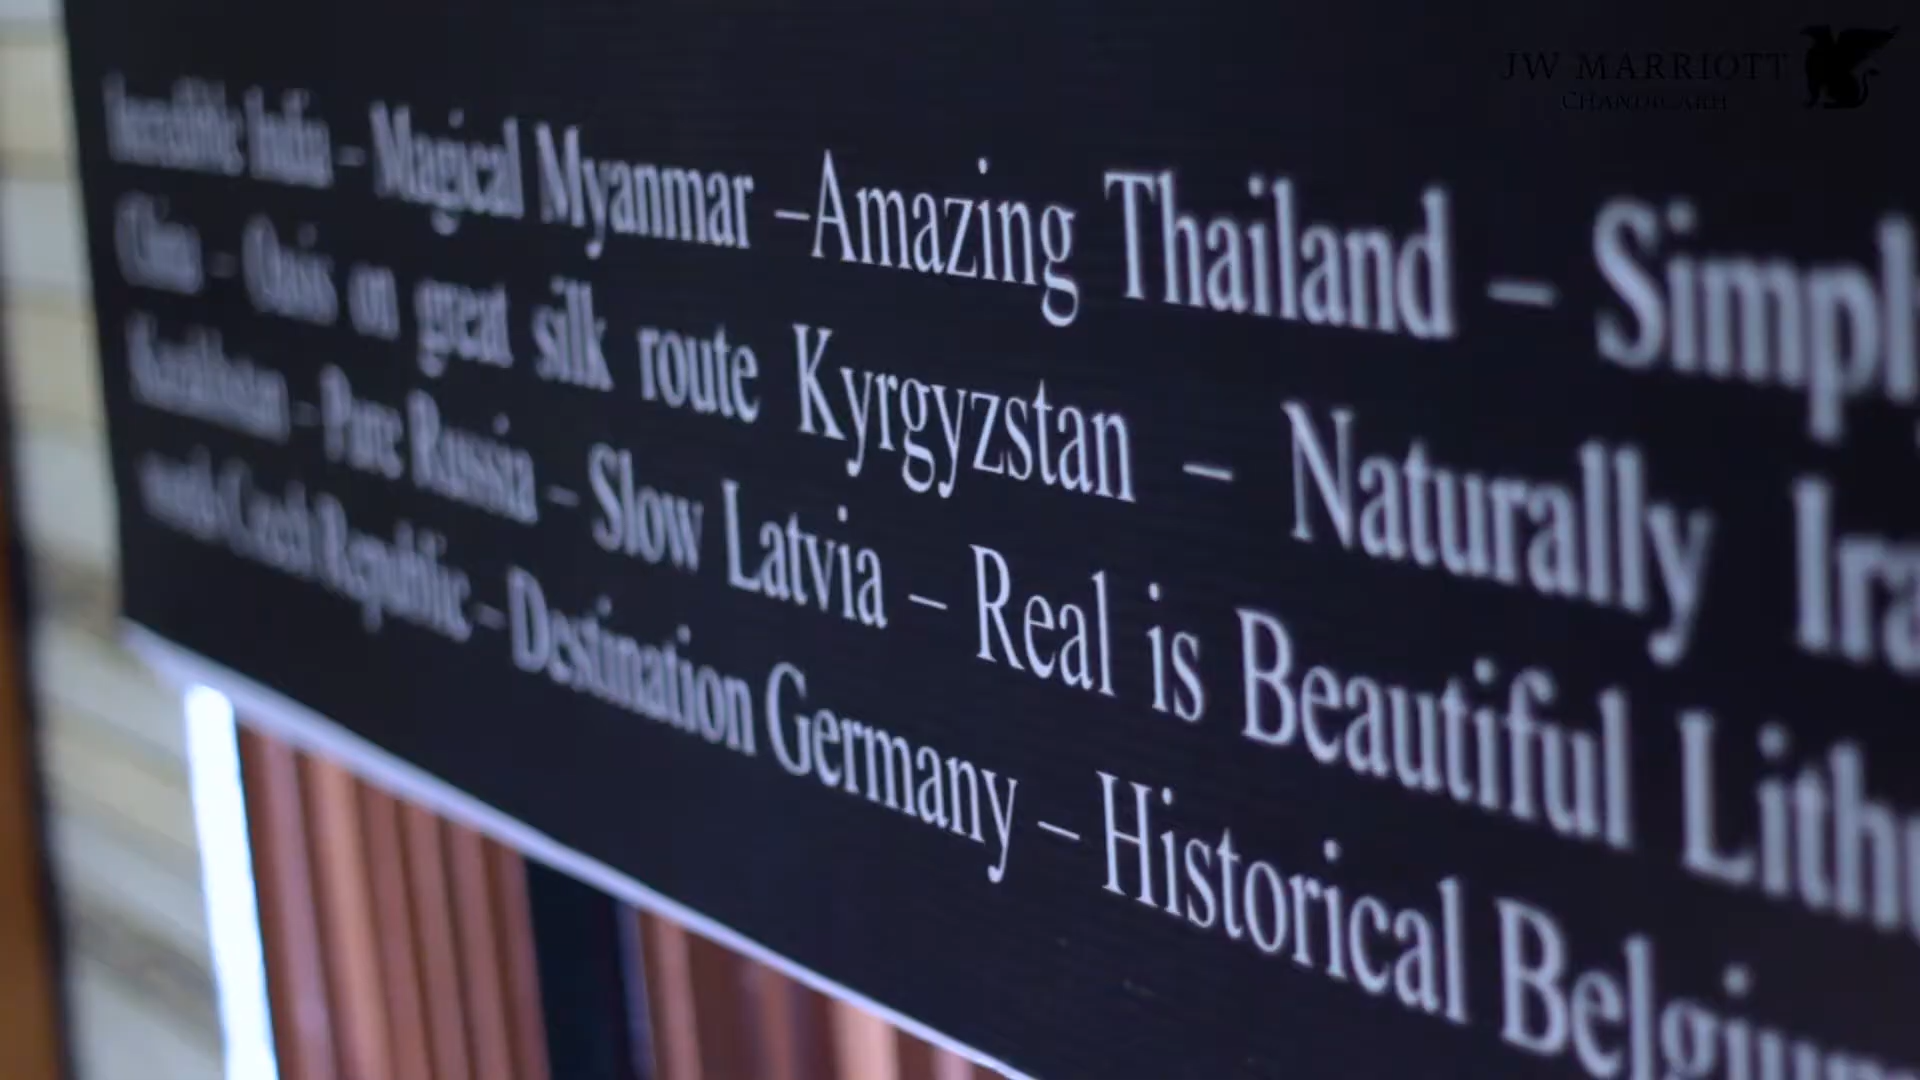 JW MARRIOTT
CHANDIGARH
Incredible India – Magical Myanmar –Amazing Thailand – Simpl
China – Oasis on great silk route Kyrgyzstan – Naturally Ira
Kazakhstan – Pure Russia – Slow Latvia – Real is Beautiful Lithu
Czech Republic – Destination Germany – Historical Belgium